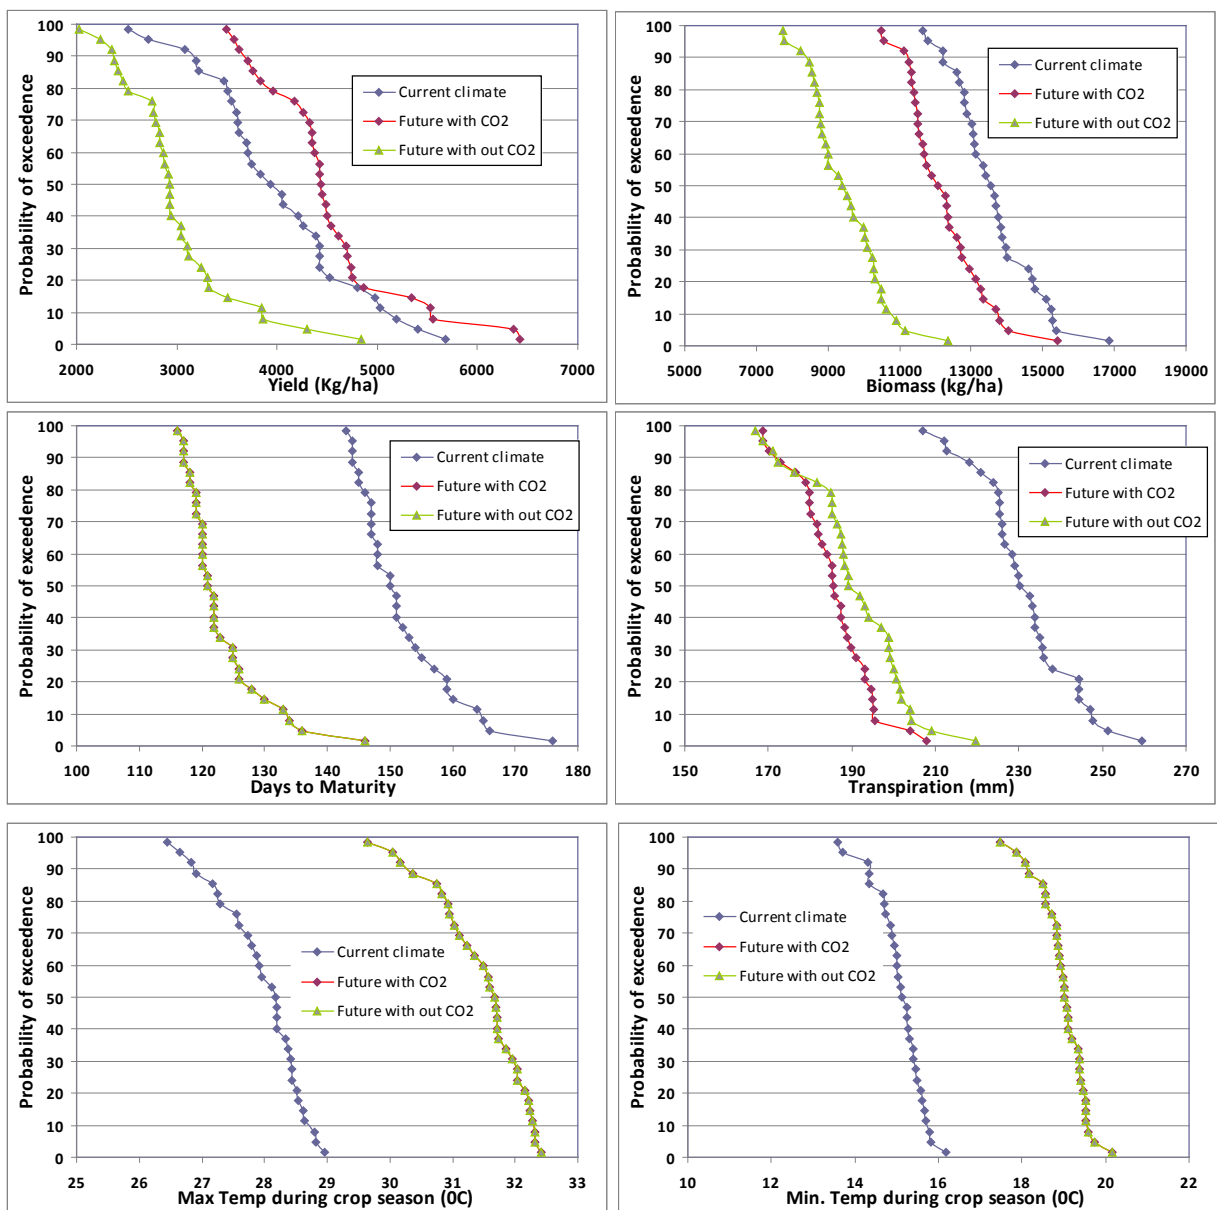 Probability of exceedence
100
90
80
70
60
50
40
30
20
10
0
Current climate
Future with CO2
Future with out CO2
2000 3000 4000 5000 6000 7000
Yield (Kg/ha)
Probability of exceedence
100
90
80
70
60
50
40
30
20
10
0
Current climate
Future with CO2
Future with out CO2
5000 7000 9000 11000 13000 15000 17000 19000
Biomass (kg/ha)
Probability of exceedence
100
90
80
70
60
50
40
30
20
10
0
Current climate
Future with CO2
Future with out CO2
100 120 140 160 180
Days to Maturity
Probability of exceedence
100
90
80
70
60
50
40
30
20
10
0
Current climate
Future with CO2
Future with out CO2
150 170 190 210 230 250 270
Transpiration (mm)
Probability of exceedence
100
90
80
70
60
50
40
30
20
10
0
Current climate
Future with CO2
Future with out CO2
25 26 27 28 29 30 31 32 33
Max Temp during crop season (0C)
Probability of exceedence
100
90
80
70
60
50
40
30
20
10
0
Current climate
Future with CO2
Future with out CO2
10 12 14 16 18 20 22
Min. Temp during crop season (0C)